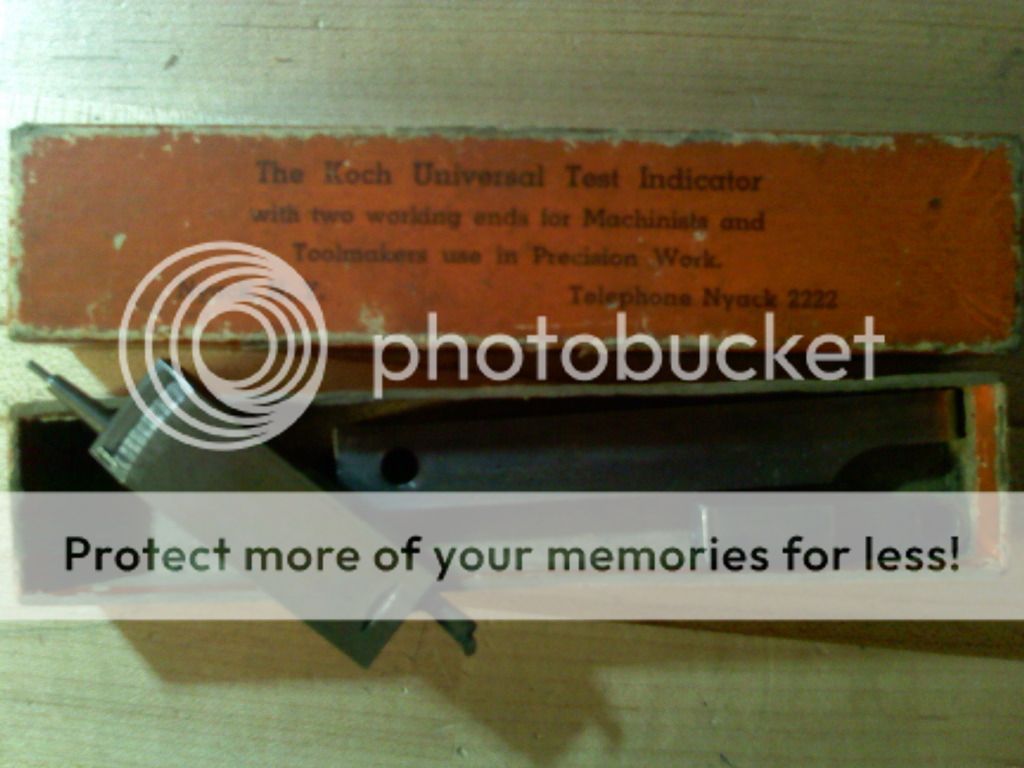 The Koch Universal Test Indicator
with two working ends for Machinists and
Toolmakers use in Precision Work.
Telephone Nyack 2222
photobucket
Protect more of your memories for less!